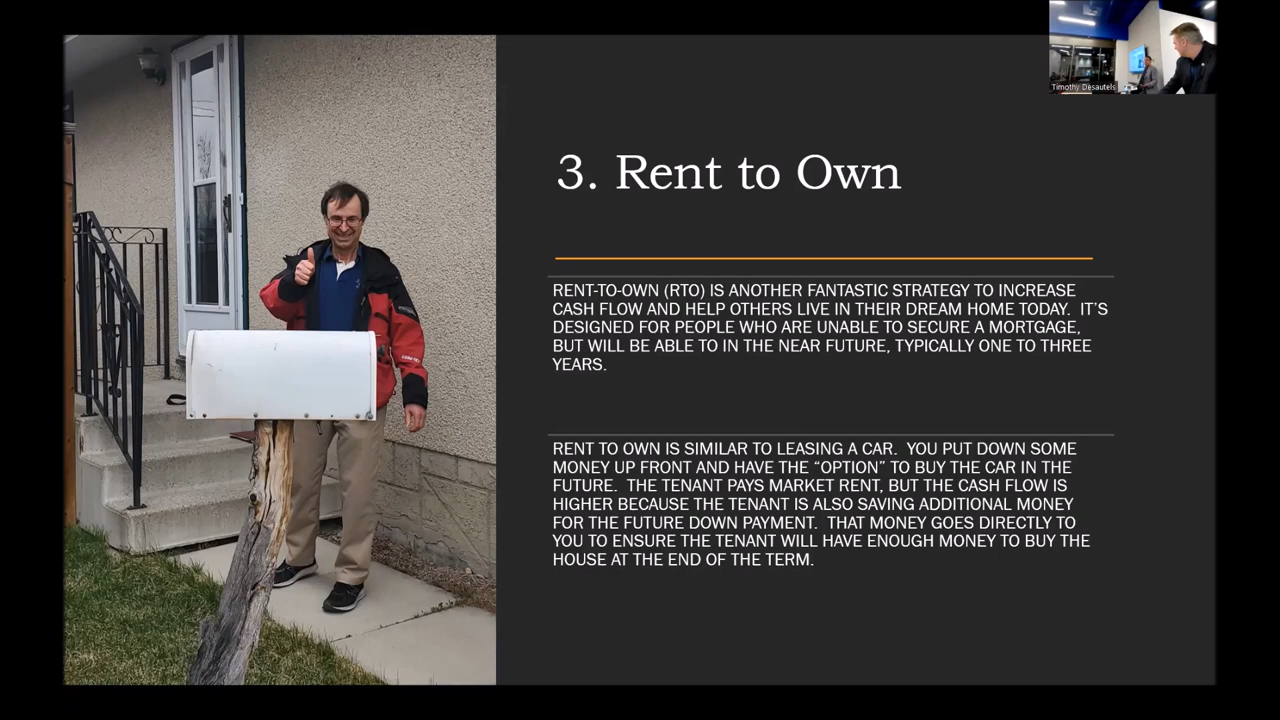 Timothy Desautels
3. Rent to Own
RENT-TO-OWN (RTO) IS ANOTHER FANTASTIC STRATEGY TO INCREASE
CASH FLOW AND HELP OTHERS LIVE IN THEIR DREAM HOME TODAY.  IT'S
DESIGNED FOR PEOPLE WHO ARE UNABLE TO SECURE A MORTGAGE,
BUT WILL BE ABLE TO IN THE NEAR FUTURE, TYPICALLY ONE TO THREE
YEARS.
RENT TO OWN IS SIMILAR TO LEASING A CAR.  YOU PUT DOWN SOME
MONEY UP FRONT AND HAVE THE “OPTION” TO BUY THE CAR IN THE
FUTURE.  THE TENANT PAYS MARKET RENT, BUT THE CASH FLOW IS
HIGHER BECAUSE THE TENANT IS ALSO SAVING ADDITIONAL MONEY
FOR THE FUTURE DOWN PAYMENT.  THAT MONEY GOES DIRECTLY TO
YOU TO ENSURE THE TENANT WILL HAVE ENOUGH MONEY TO BUY THE
HOUSE AT THE END OF THE TERM.